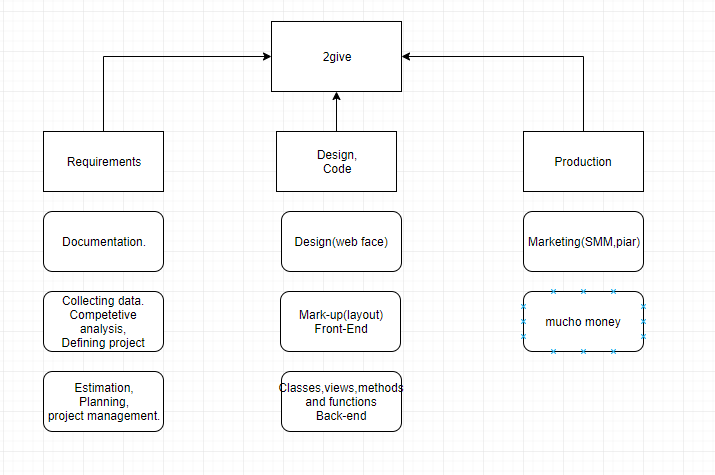 2give
Requirements
Design,
Code
Production
Documentation.
Design(web face)
Marketing(SMM,piar)
Collecting data.
Competetive
analysis,
Defining project
Mark-up(layout)
Front-End
mucho money
Estimation,
Planning,
project management.
Classes,views,methods
and functions
Back-end